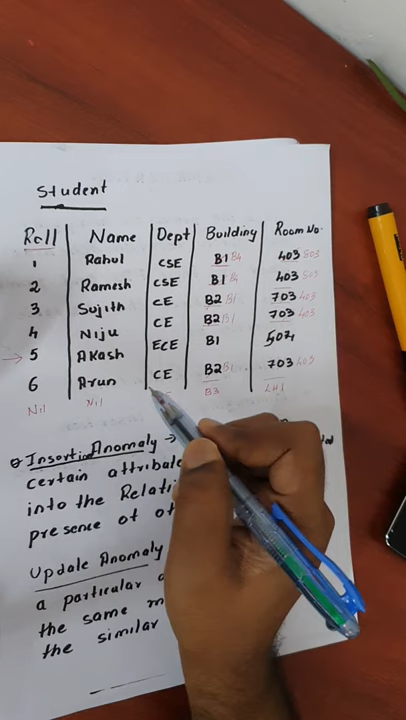 Student
Roll Name Dept Building Room No.
1 Rahul CSE B1 B4 403 503
2 Ramesh CSE B1 B4 403 503
3 Sujith CE B2 B1 703 403
4 Niju CE B2 B1 703 403
5 Akash ECE B1 507
6 Arun CE B2 B1 703 403
Nil Nil B3 LH1
Insertion Anomaly →
certain attribute
into the
presence of
Update Anomaly
a particular
the same
the similar